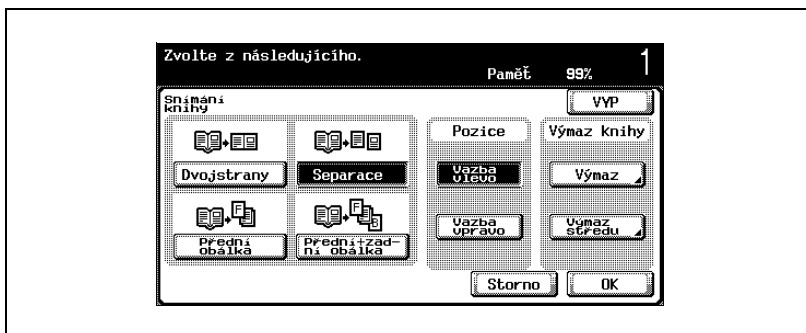 Zvolte z následujícího.
Paměť 99% 1
Snímání
knihy
VYP
Pozice
Výmaz knihy
Dvojstrany
Separace
Vazba
vlevo
Výmaz
F
F
B
Přední
obálka
Přední+zad-
ní obálka
Vazba
vpravo
Výmaz
středu
Storno
OK